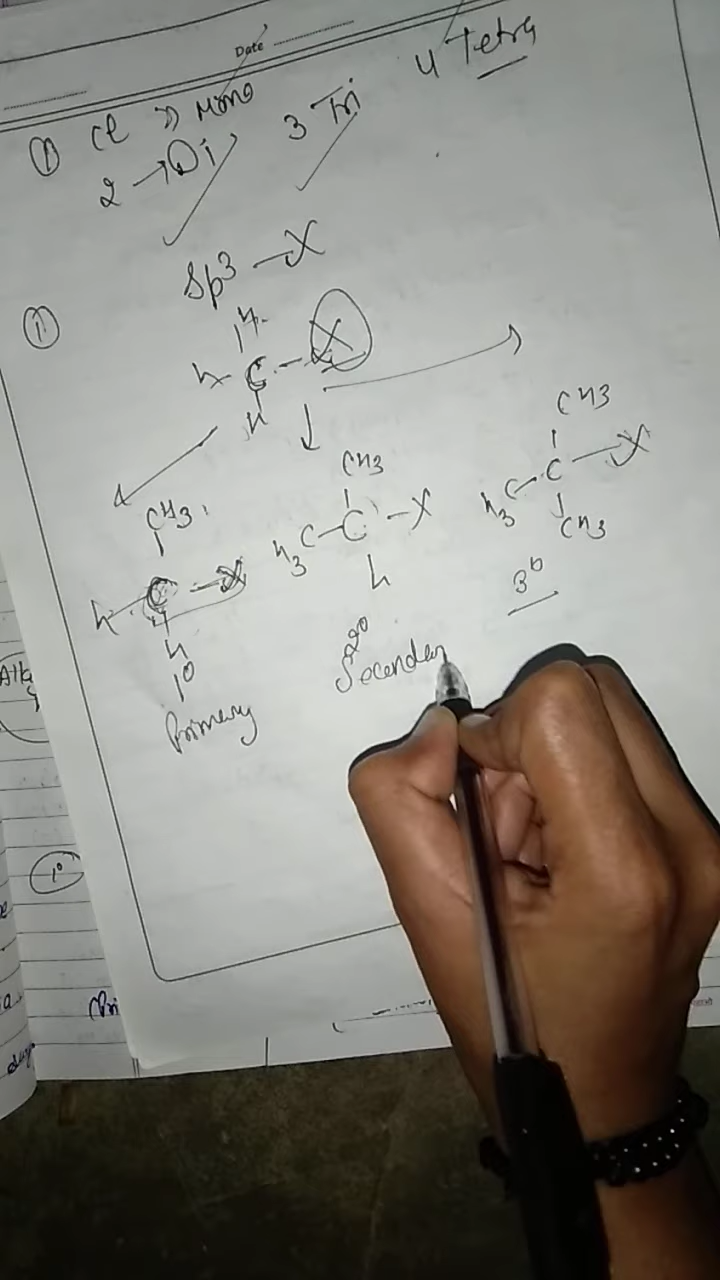 Date
① Cl >> Mono
2 → Di 3 Tri 4 Tetra
Sp3 – X
①
H
H – C – X
H
CH3 CH3 CH3
H – C – X H3C – C – X H3C – C – X
H H CH3
1° 2° 3°
Primary Secondary
1°